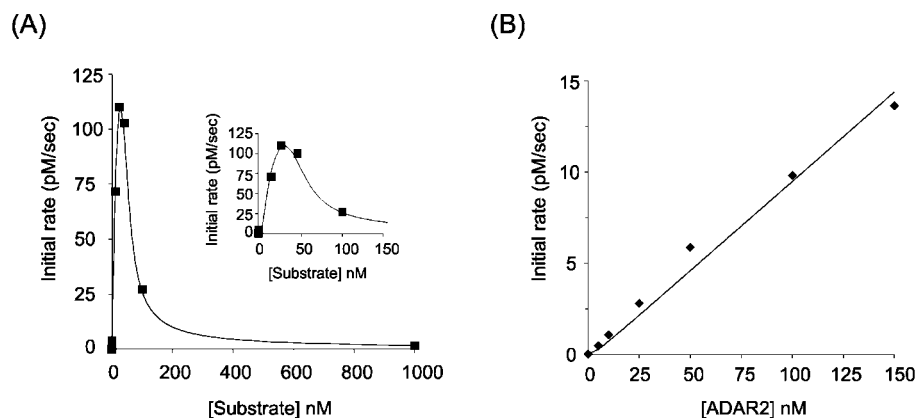 (A)
Initial rate (pM/sec)
125
100
75
50
25
0
0 200 400 600 800 1000
[Substrate] nM
Initial rate (pM/sec)
125
100
75
50
25
0
0 50 100 150
[Substrate] nM
(B)
Initial rate (pM/sec)
15
10
5
0
0 25 50 75 100 125 150
[ADAR2] nM